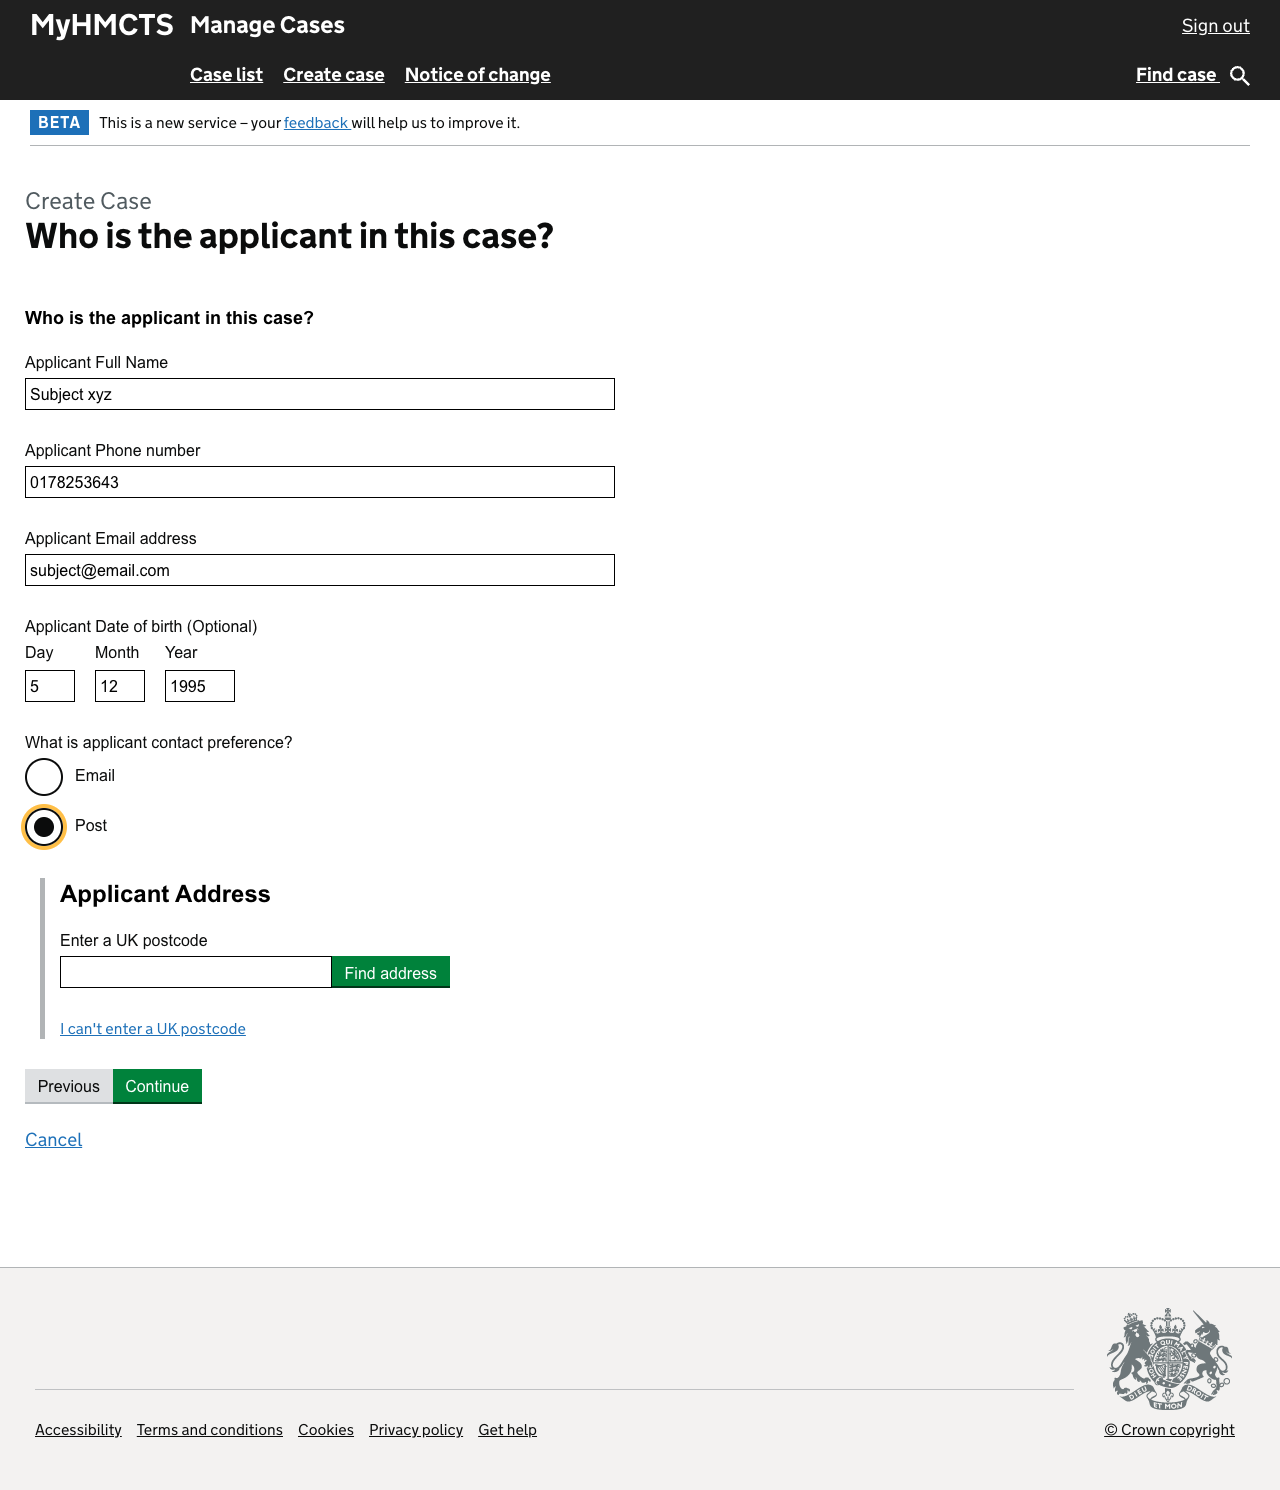 MyHMCTS Manage Cases Sign out
Case list Create case Notice of change Find case
BETA This is a new service – your feedback will help us to improve it.
Create Case
Who is the applicant in this case?
Who is the applicant in this case?
Applicant Full Name
Subject xyz
Applicant Phone number
0178253643
Applicant Email address
subject@email.com
Applicant Date of birth (Optional)
Day Month Year
5 12 1995
What is applicant contact preference?
Email
Post
Applicant Address
Enter a UK postcode
Find address
I can't enter a UK postcode
Previous Continue
Cancel
DIEU ET MON DROIT
Accessibility Terms and conditions Cookies Privacy policy Get help © Crown copyright